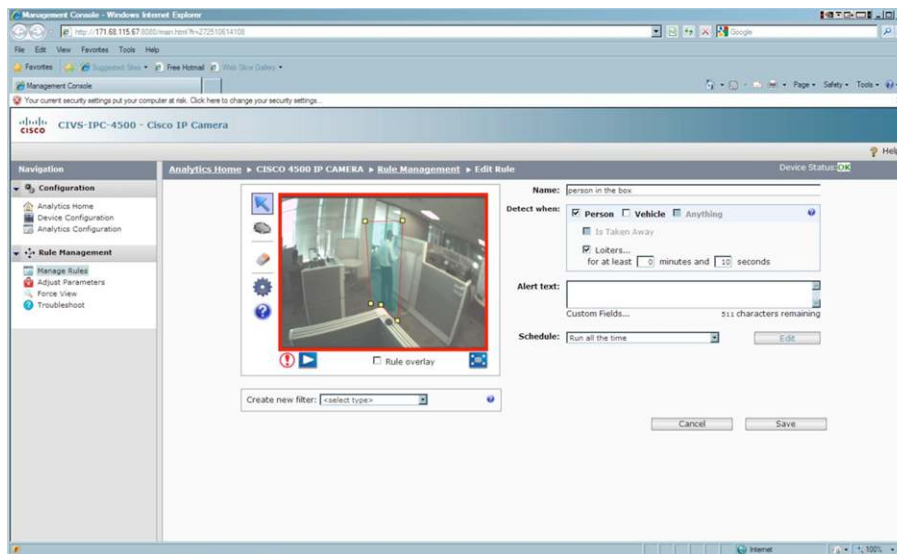 Management Console - Windows Internet Explorer
http://171.68.115.67:8080/main.html?h=272510614108
Google
File Edit View Favorites Tools Help
Favorites Suggested Sites Free Hotmail Web Slice Gallery
Management Console
Page Safety Tools
Your current security settings put your computer at risk. Click here to change your security settings...
CISCO CIVS-IPC-4500 - Cisco IP Camera
Help
Navigation
Analytics Home CISCO 4500 IP CAMERA Rule Management Edit Rule
Device Status: OK
Configuration
Analytics Home
Device Configuration
Analytics Configuration
Rule Management
Manage Rules
Adjust Parameters
Force View
Troubleshoot
Rule overlay
Create new filter: <select type>
Name: person in the box
Detect when: Person Vehicle Anything
Is Taken Away
Loiters...
for at least 0 minutes and 10 seconds
Alert text:
Custom Fields... 511 characters remaining
Schedule: Run all the time Edit
Cancel Save
Internet 100%